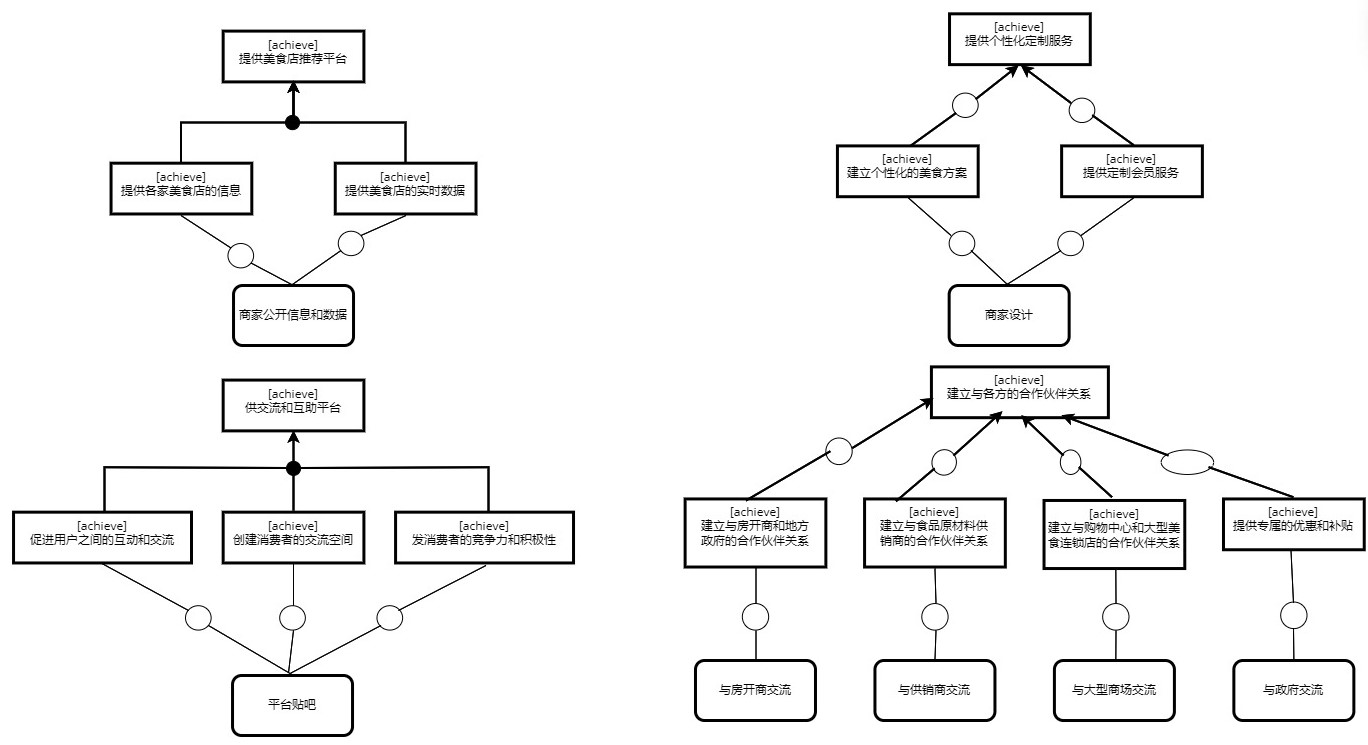 [achieve]
提供美食店推荐平台
[achieve]
提供各家美食店的信息
[achieve]
提供美食店的实时数据
商家公开信息和数据
[achieve]
提供个性化定制服务
[achieve]
建立个性化的美食方案
[achieve]
提供定制会员服务
商家设计
[achieve]
供交流和互助平台
[achieve]
促进用户之间的互动和交流
[achieve]
创建消费者的交流空间
[achieve]
发消费者的竞争力和积极性
平台贴吧
[achieve]
建立与各方的合作伙伴关系
[achieve]
建立与房开商和地方
政府的合作伙伴关系
[achieve]
建立与食品原材料供
销商的合作伙伴关系
[achieve]
建立与购物中心和大型美
食连锁店的合作伙伴关系
[achieve]
提供专属的优惠和补贴
与房开商交流
与供销商交流
与大型商场交流
与政府交流